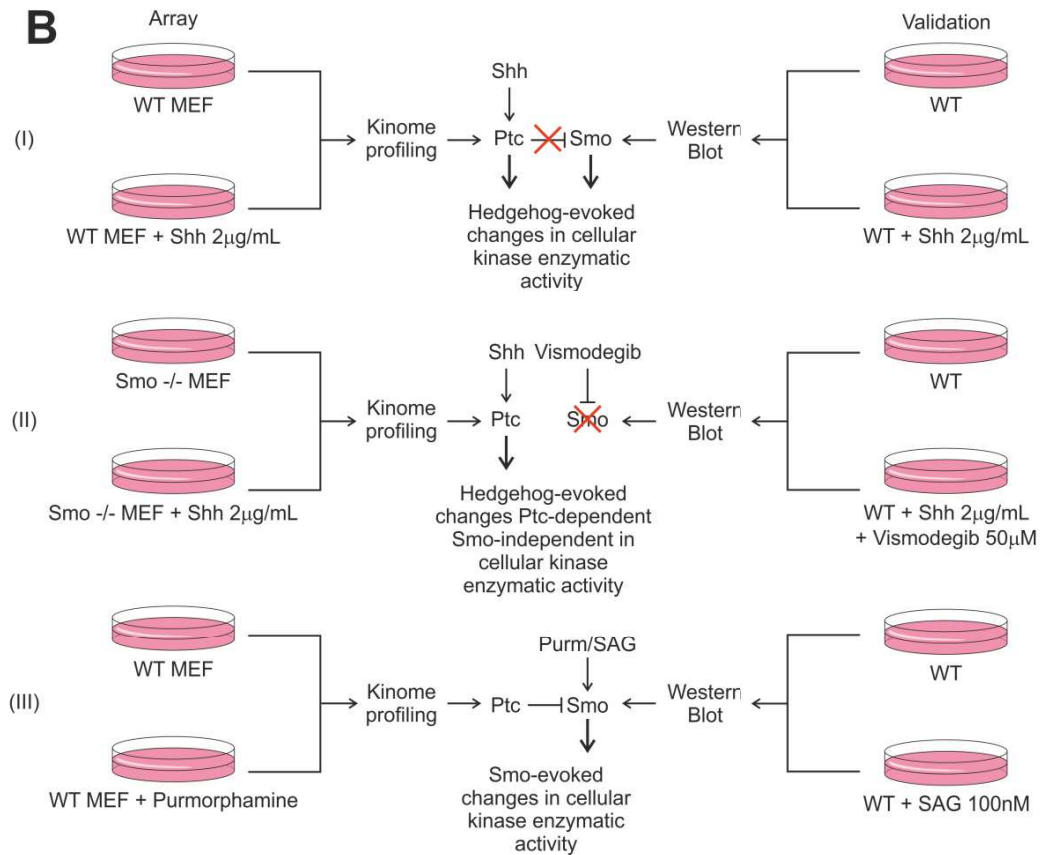 B
Array
Validation
(I)
WT MEF
WT MEF + Shh 2μg/mL
Kinome
profiling
Shh
Ptc
Smo
Hedgehog-evoked
changes in cellular
kinase enzymatic
activity
Western
Blot
WT
WT + Shh 2μg/mL
(II)
Smo -/- MEF
Smo -/- MEF + Shh 2μg/mL
Kinome
profiling
Shh
Vismodegib
Ptc
Smo
Hedgehog-evoked
changes Ptc-dependent
Smo-independent in
cellular kinase
enzymatic activity
Western
Blot
WT
WT + Shh 2μg/mL
+ Vismodegib 50μM
(III)
WT MEF
WT MEF + Purmorphamine
Kinome
profiling
Purm/SAG
Ptc
Smo
Smo-evoked
changes in cellular
kinase enzymatic
activity
Western
Blot
WT
WT + SAG 100nM